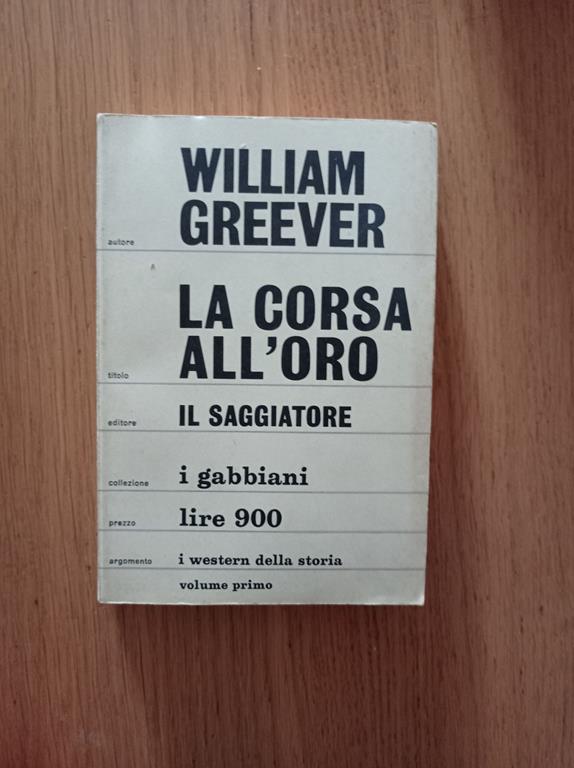 WILLIAM
autore GREEVER
LA CORSA
titolo ALL'ORO
editore IL SAGGIATORE
collezione i gabbiani
prezzo lire 900
argomento i western della storia
volume primo